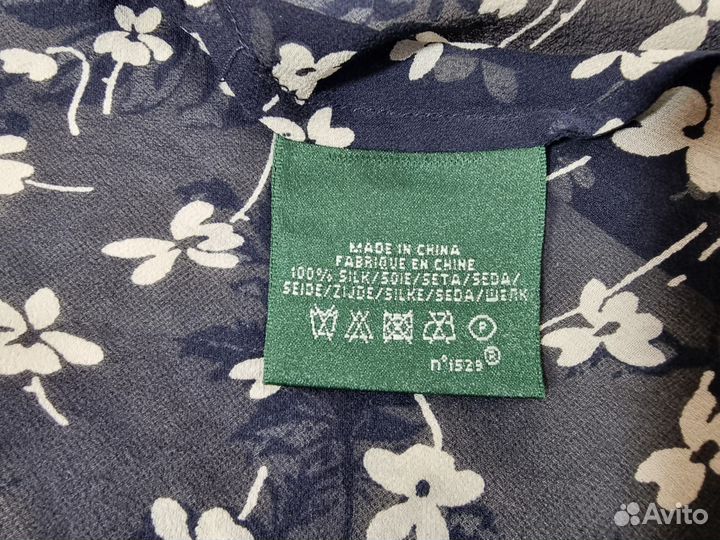 MADE IN CHINA
FABRIQUE EN CHINE
100% SILK/SOIE/SETA/SEDA/
SEIDE/ZIJDE/SILKE/SEDA/ШЕЛК
P
n°1529®
Avito